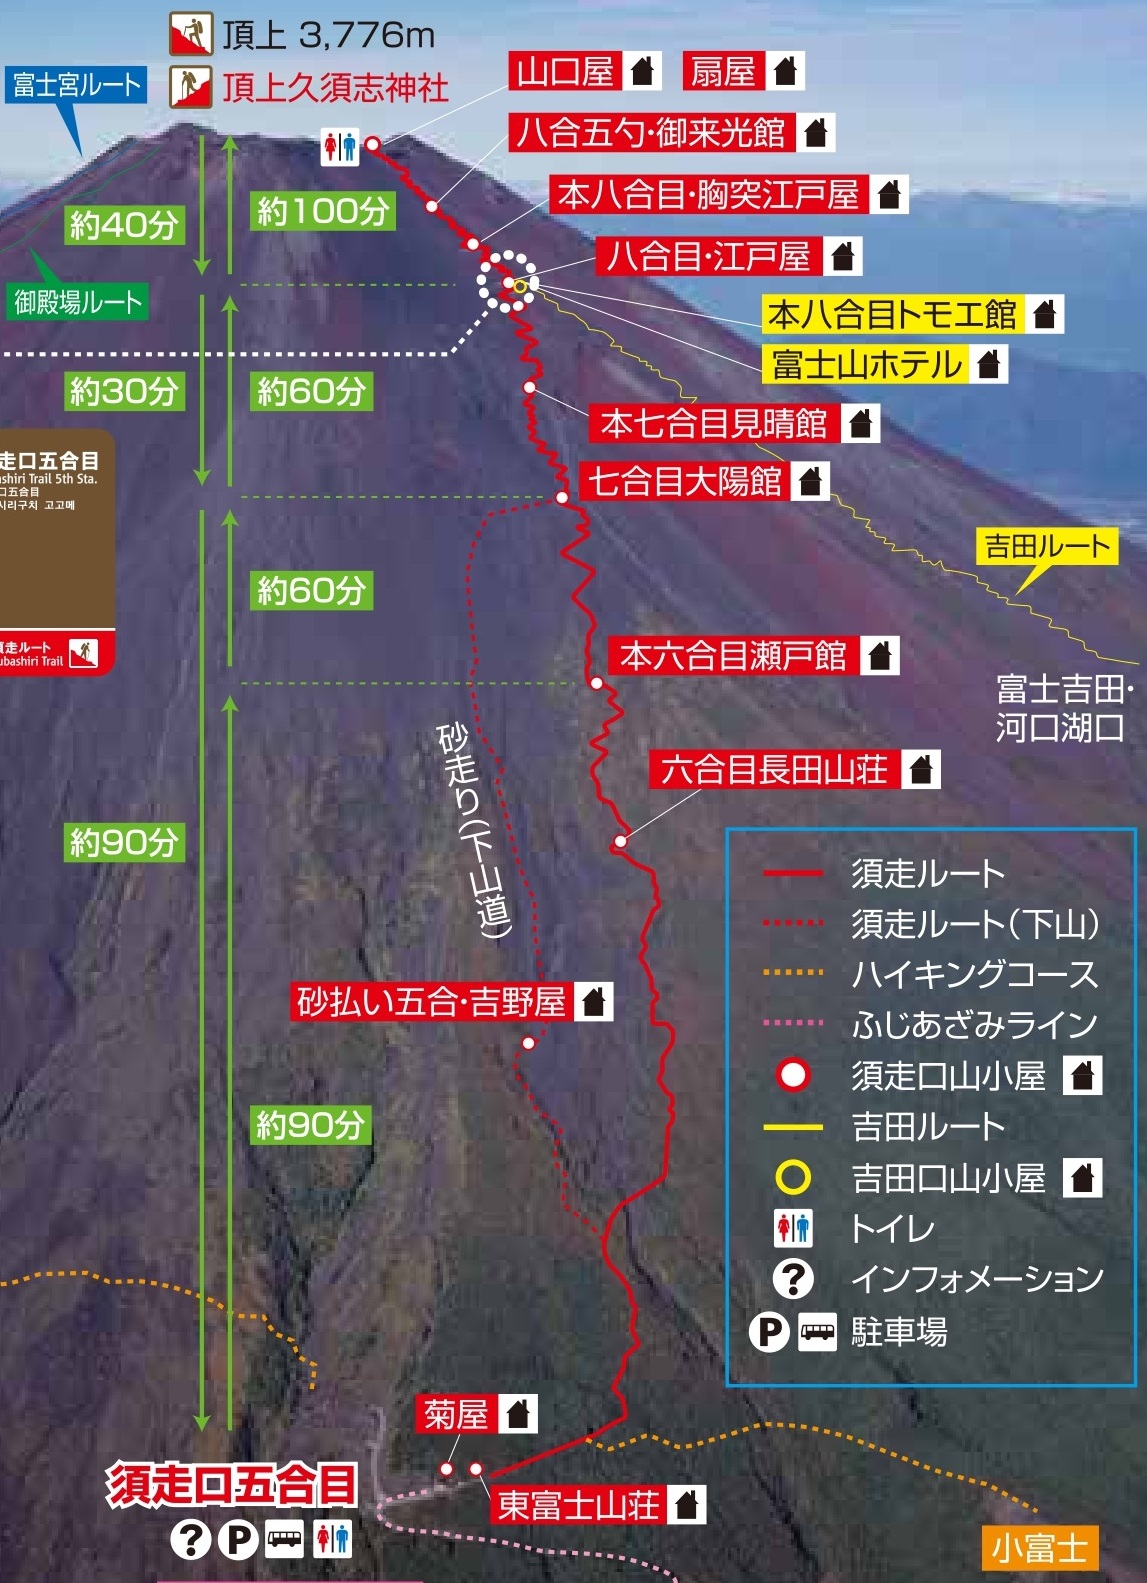 頂上 3,776m
頂上久須志神社
富士宮ルート
山口屋
扇屋
八合五勺・御来光館
本八合目・胸突江戸屋
八合目・江戸屋
本八合目トモエ館
富士山ホテル
約40分
約100分
御殿場ルート
約30分
約60分
本七合目見晴館
七合目大陽館
走口五合目
shiri Trail 5th Sta.
口五合目
시리구치 고고메
吉田ルート
約60分
須走ルート
ubashiri Trail
本六合目瀬戸館
富士吉田・
河口湖口
六合目長田山荘
砂走り(下山道)
約90分
須走ルート
須走ルート(下山)
ハイキングコース
ふじあざみライン
須走口山小屋
吉田ルート
吉田口山小屋
トイレ
?
インフォメーション
P
駐車場
砂払い五合・吉野屋
約90分
菊屋
須走口五合目
東富士山荘
? P
小富士